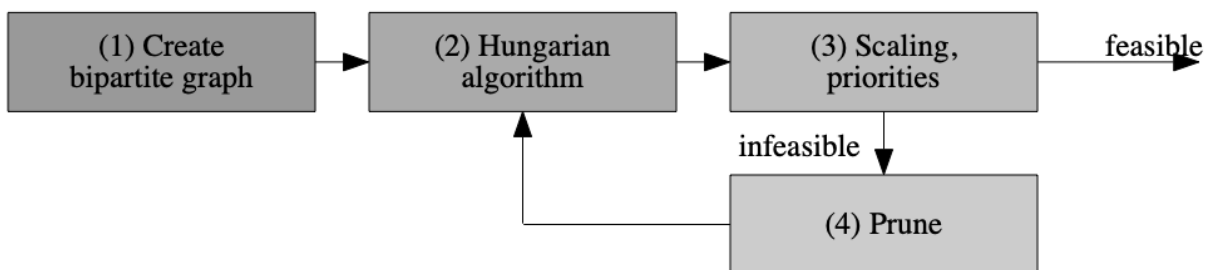 (1) Create
bipartite graph
(2) Hungarian
algorithm
(3) Scaling,
priorities
feasible
infeasible
(4) Prune